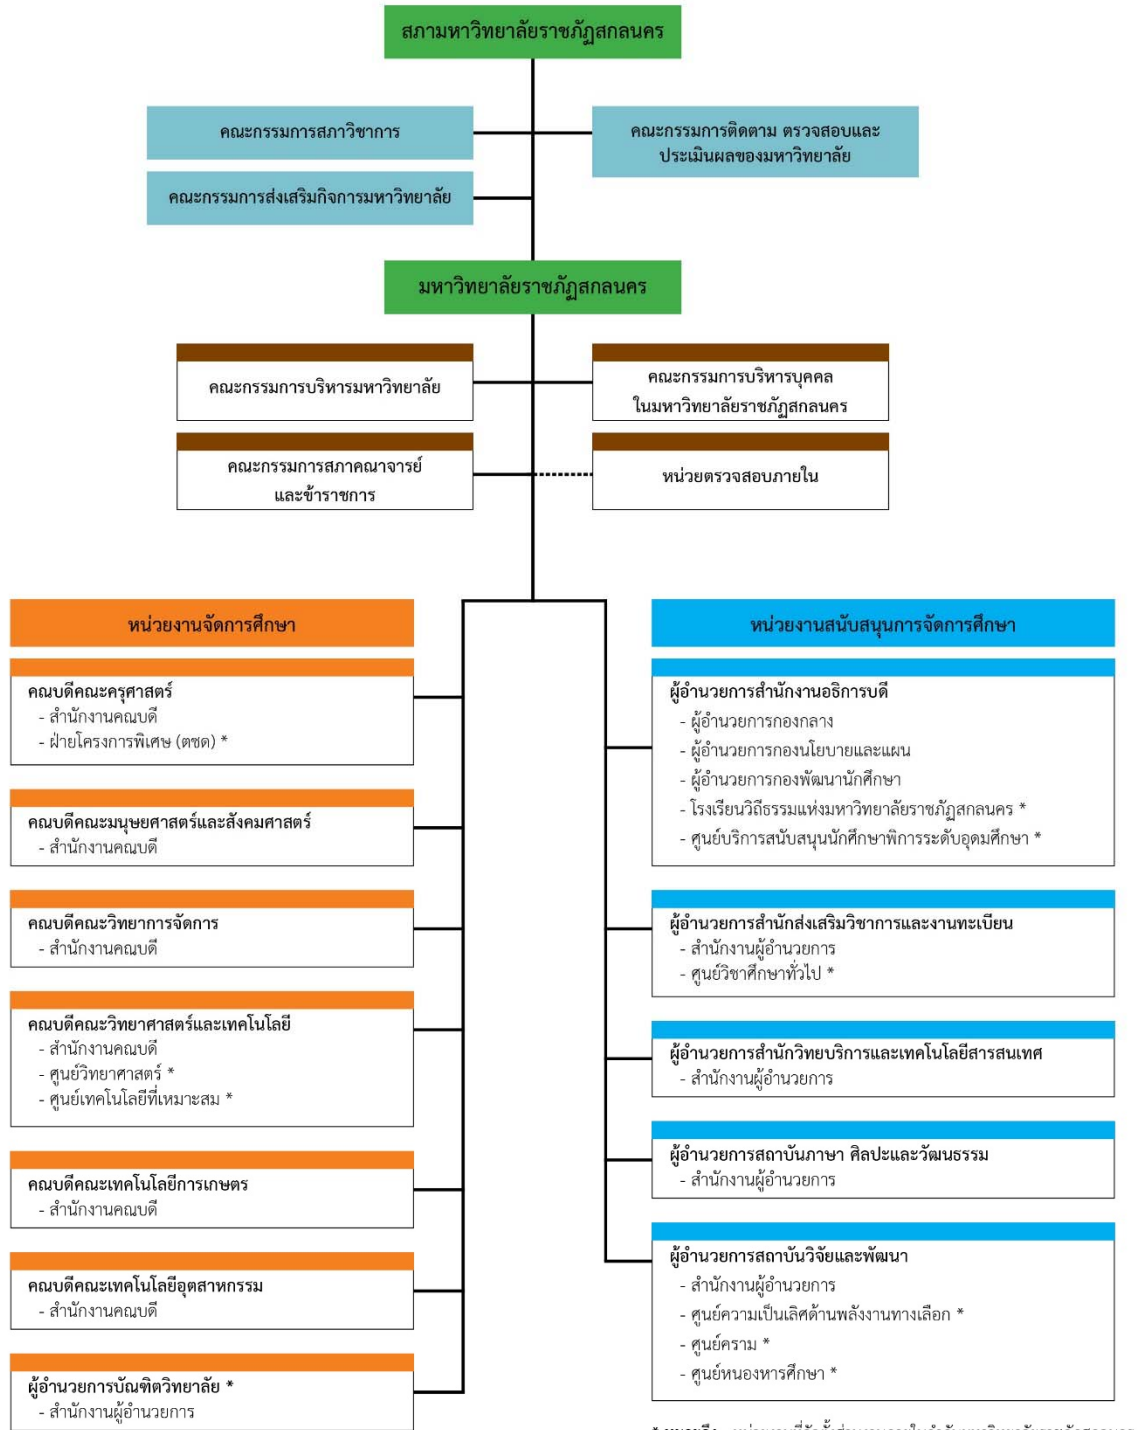 สภามหาวิทยาลัยราชภัฏสกลนคร
คณะกรรมการสภาวิชาการ
คณะกรรมการติดตาม ตรวจสอบและ
ประเมินผลของมหาวิทยาลัย
คณะกรรมการส่งเสริมกิจการมหาวิทยาลัย
มหาวิทยาลัยราชภัฏสกลนคร
คณะกรรมการบริหารมหาวิทยาลัย
คณะกรรมการบริหารบุคคล
ในมหาวิทยาลัยราชภัฏสกลนคร
คณะกรรมการสภาคณาจารย์
และข้าราชการ
หน่วยตรวจสอบภายใน
หน่วยงานจัดการศึกษา
คณบดีคณะครุศาสตร์
- สำนักงานคณบดี
- ฝ่ายโครงการพิเศษ (ตชด) *
คณบดีคณะมนุษยศาสตร์และสังคมศาสตร์
- สำนักงานคณบดี
คณบดีคณะวิทยาการจัดการ
- สำนักงานคณบดี
คณบดีคณะวิทยาศาสตร์และเทคโนโลยี
- สำนักงานคณบดี
- ศูนย์วิทยาศาสตร์ *
- ศูนย์เทคโนโลยีที่เหมาะสม *
คณบดีคณะเทคโนโลยีการเกษตร
- สำนักงานคณบดี
คณบดีคณะเทคโนโลยีอุตสาหกรรม
- สำนักงานคณบดี
ผู้อำนวยการบัณฑิตวิทยาลัย *
- สำนักงานผู้อำนวยการ
หน่วยงานสนับสนุนการจัดการศึกษา
ผู้อำนวยการสำนักงานอธิการบดี
- ผู้อำนวยการกองกลาง
- ผู้อำนวยการกองนโยบายและแผน
- ผู้อำนวยการกองพัฒนานักศึกษา
- โรงเรียนวิถีธรรมแห่งมหาวิทยาลัยราชภัฏสกลนคร *
- ศูนย์บริการสนับสนุนนักศึกษาพิการระดับอุดมศึกษา *
ผู้อำนวยการสำนักส่งเสริมวิชาการและงานทะเบียน
- สำนักงานผู้อำนวยการ
- ศูนย์วิชาศึกษาทั่วไป *
ผู้อำนวยการสำนักวิทยบริการและเทคโนโลยีสารสนเทศ
- สำนักงานผู้อำนวยการ
ผู้อำนวยการสถาบันภาษา ศิลปะและวัฒนธรรม
- สำนักงานผู้อำนวยการ
ผู้อำนวยการสถาบันวิจัยและพัฒนา
- สำนักงานผู้อำนวยการ
- ศูนย์ความเป็นเลิศด้านพลังงานทางเลือก *
- ศูนย์คราม *
- ศูนย์หนองหารศึกษา *